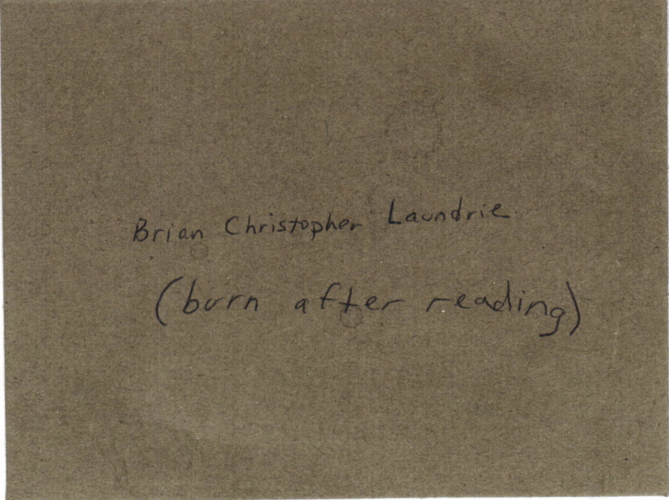 Brian Christopher Laundrie
(burn after reading)